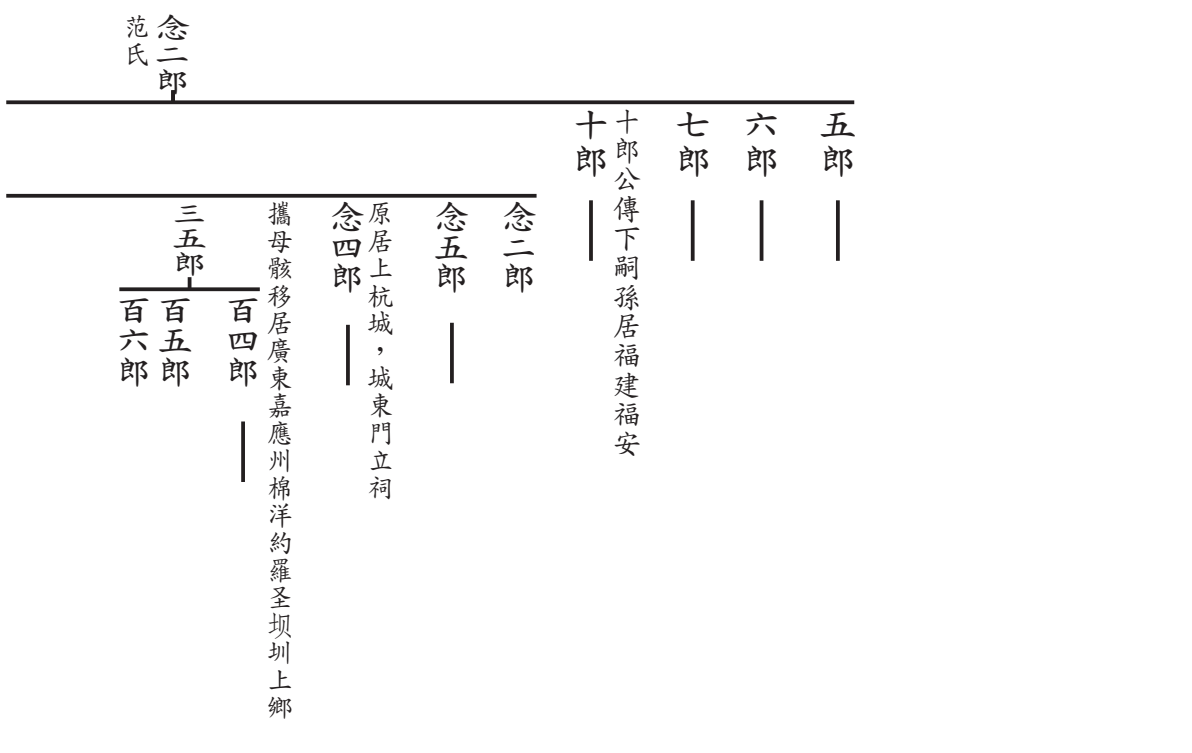 念二郎
范氏
五郎
六郎
七郎
十郎公傳下嗣孫居福建福安
十郎
念二郎
念五郎
原居上杭城，城東門立祠
念四郎
攜母骸移居廣東嘉應州棉洋約羅圣坝圳上鄉
三五郎
百四郎
百五郎
百六郎